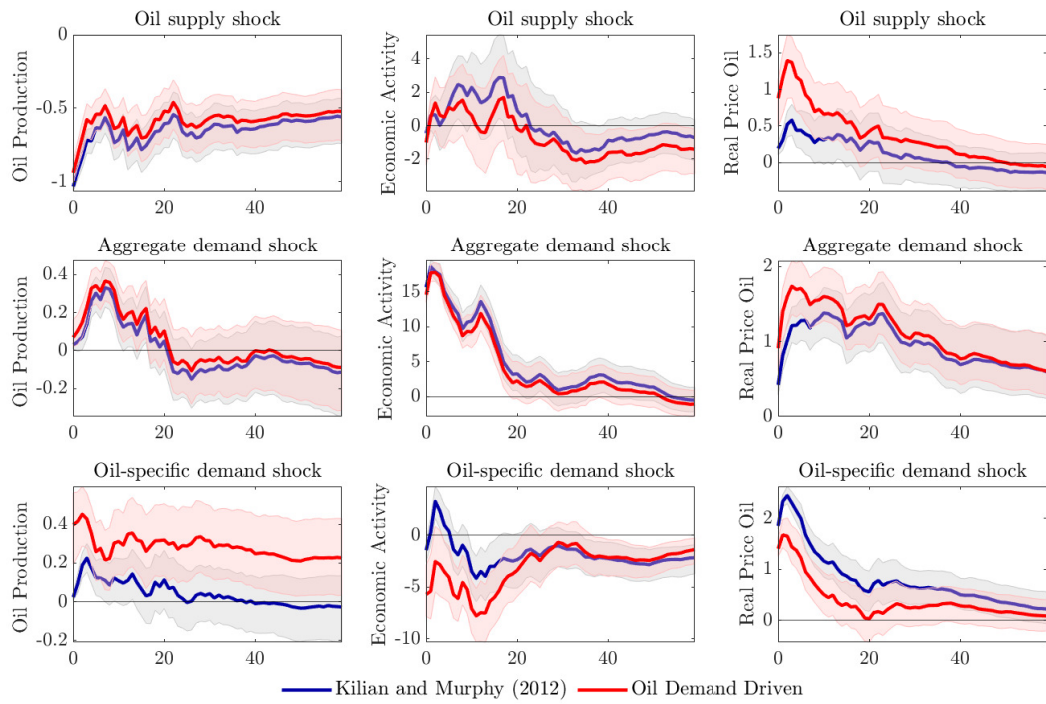 Oil supply shock
Oil Production
0
-0.5
-1
0 20 40
Oil supply shock
Economic Activity
4
2
0
-2
0 20 40
Oil supply shock
Real Price Oil
1.5
1
0.5
0
0 20 40
Aggregate demand shock
Oil Production
0.4
0.2
0
-0.2
0 20 40
Aggregate demand shock
Economic Activity
15
10
5
0
0 20 40
Aggregate demand shock
Real Price Oil
2
1
0
0 20 40
Oil-specific demand shock
Oil Production
0.4
0.2
0
-0.2
0 20 40
Oil-specific demand shock
Economic Activity
0
-5
-10
0 20 40
Oil-specific demand shock
Real Price Oil
2
1
0
0 20 40
Kilian and Murphy (2012) Oil Demand Driven